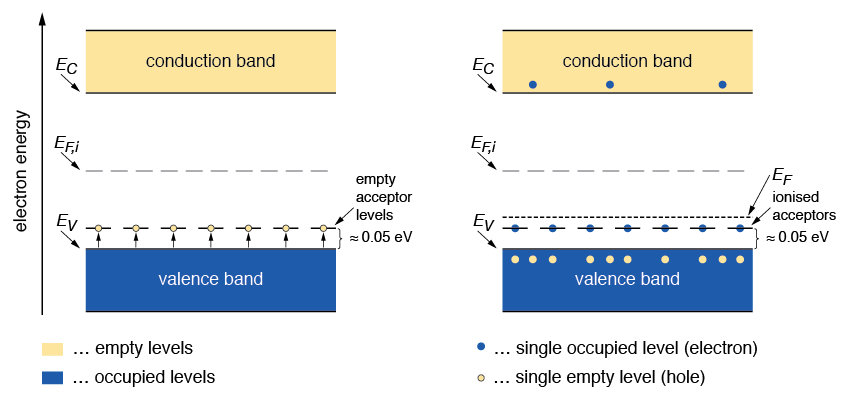 electron energy
conduction band
E_C
E_F,i
empty
acceptor
levels
E_V
≈ 0.05 eV
valence band
conduction band
E_C
E_F,i
E_F
ionised
acceptors
E_V
≈ 0.05 eV
valence band
... empty levels
... occupied levels
... single occupied level (electron)
... single empty level (hole)